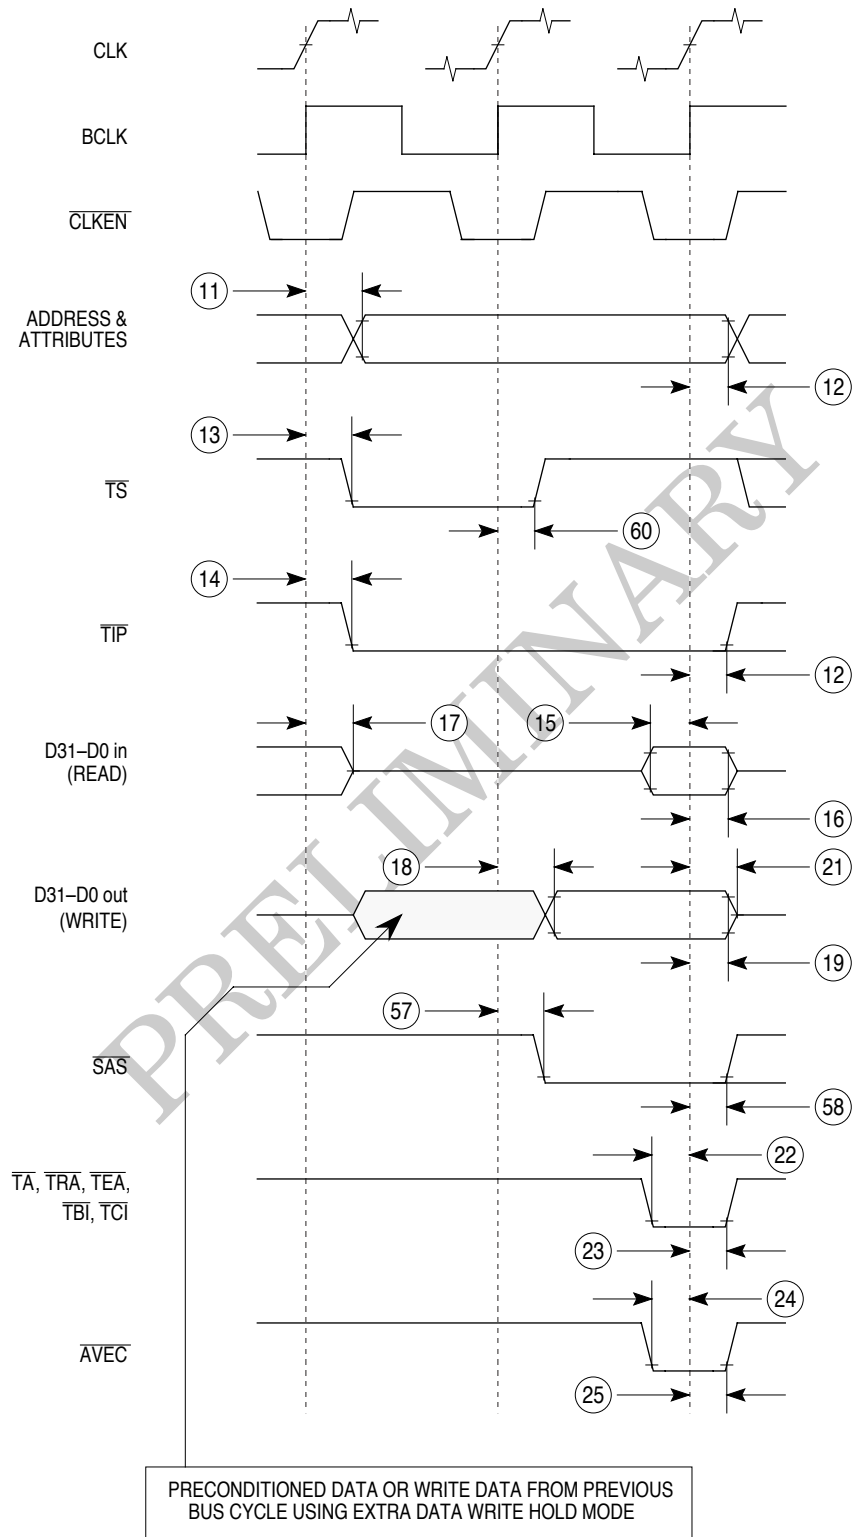 CLK
BCLK
CLKEN
11
ADDRESS &
ATTRIBUTES
12
13
TS
60
14
TIP
12
17
15
D31–D0 in
(READ)
16
18
21
D31–D0 out
(WRITE)
19
57
SAS
58
22
TA, TRA, TEA,
TBI, TCI
23
24
AVEC
25
PRECONDITIONED DATA OR WRITE DATA FROM PREVIOUS
BUS CYCLE USING EXTRA DATA WRITE HOLD MODE
PRELIMINARY